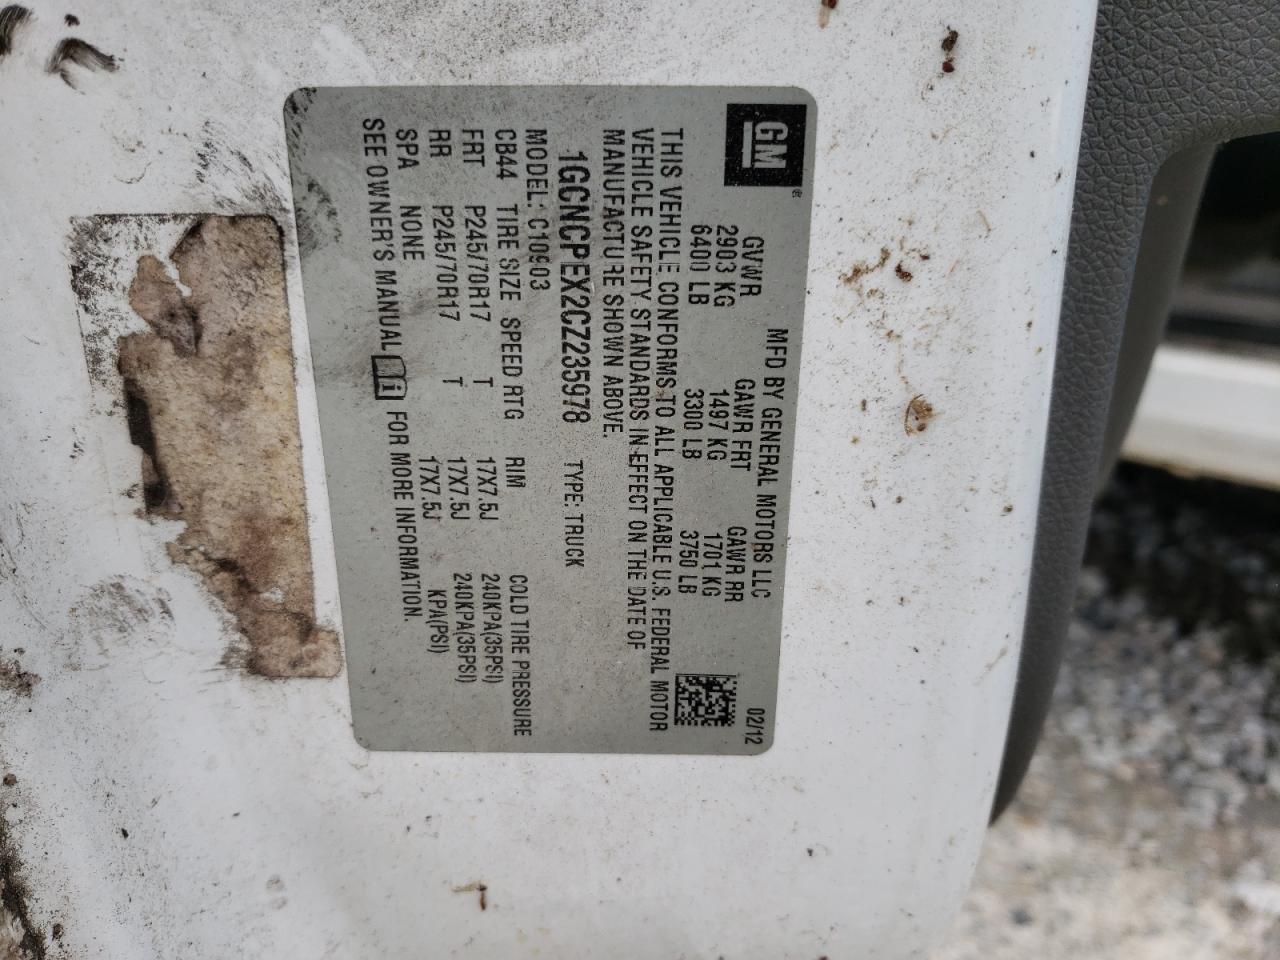 GM®
MFD BY GENERAL MOTORS LLC
02/12
GVWR GAWR FRT GAWR RR
2903 KG 1497 KG 1701 KG
6400 LB 3300 LB 3750 LB
THIS VEHICLE CONFORMS TO ALL APPLICABLE U.S. FEDERAL MOTOR
VEHICLE SAFETY STANDARDS IN EFFECT ON THE DATE OF
MANUFACTURE SHOWN ABOVE.
1GCNCPEX2CZ235978 TYPE: TRUCK
MODEL: C10903
CB44 TIRE SIZE SPEED RTG RIM COLD TIRE PRESSURE
FRT P245/70R17 T 17X7.5J 240KPA(35PSI)
RR P245/70R17 T 17X7.5J 240KPA(35PSI)
SPA NONE 17X7.5J KPA(PSI)
SEE OWNER'S MANUAL i FOR MORE INFORMATION.